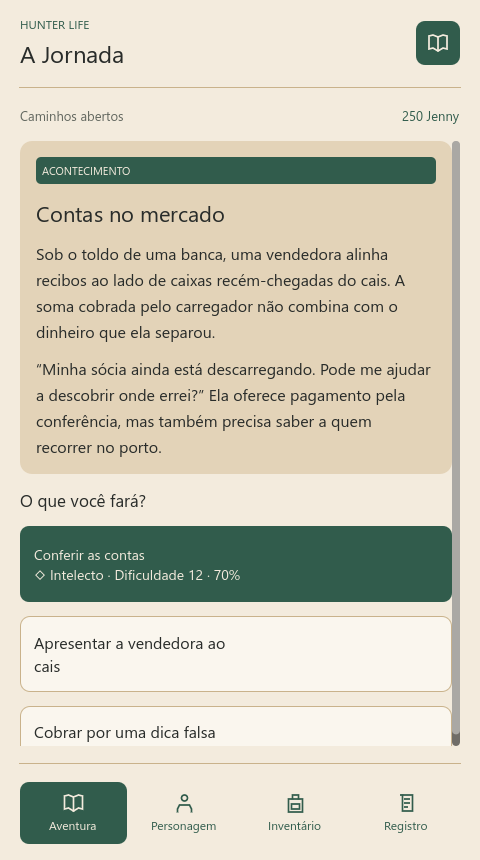 HUNTER LIFE
A Jornada
Caminhos abertos
250 Jenny
ACONTECIMENTO
Contas no mercado
Sob o toldo de uma banca, uma vendedora alinha
recibos ao lado de caixas recém-chegadas do cais. A
soma cobrada pelo carregador não combina com o
dinheiro que ela separou.
“Minha sócia ainda está descarregando. Pode me ajudar
a descobrir onde errei?” Ela oferece pagamento pela
conferência, mas também precisa saber a quem
recorrer no porto.
O que você fará?
Conferir as contas
◇ Intelecto · Dificuldade 12 · 70%
Apresentar a vendedora ao
cais
Cobrar por uma dica falsa
Aventura
Personagem
Inventário
Registro